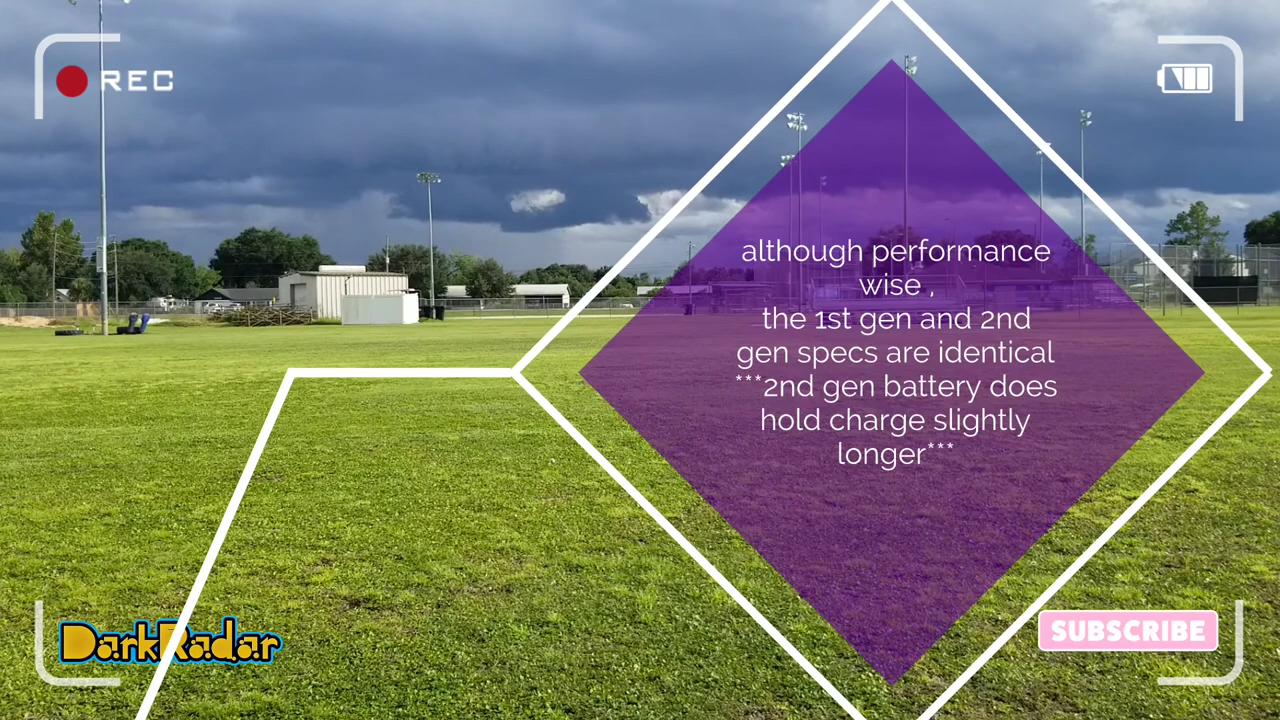 REC
although performance
wise ,
the 1st gen and 2nd
gen specs are identical
***2nd gen battery does
hold charge slightly
longer***
DarkRadar
SUBSCRIBE